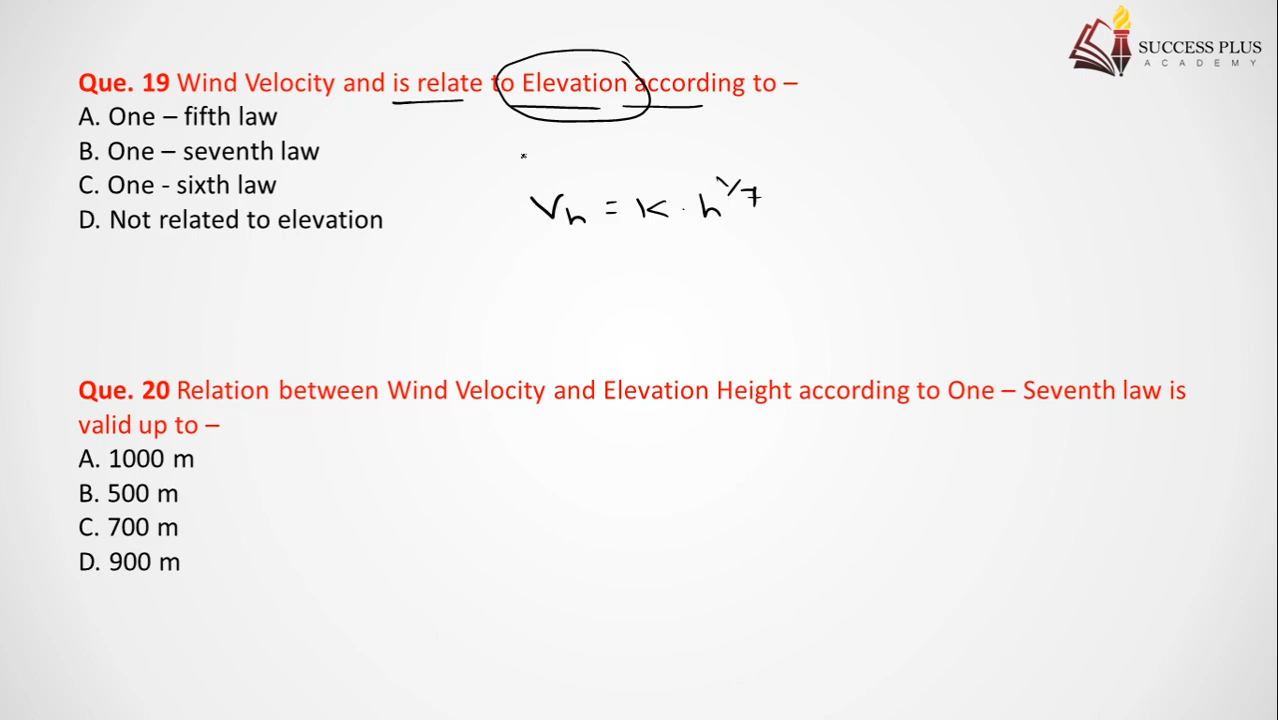 SUCCESS PLUS
ACADEMY
Que. 19 Wind Velocity and is relate to Elevation according to –
A. One – fifth law
B. One – seventh law
C. One - sixth law
D. Not related to elevation
Vh = K · h^1/7
Que. 20 Relation between Wind Velocity and Elevation Height according to One – Seventh law is
valid up to –
A. 1000 m
B. 500 m
C. 700 m
D. 900 m